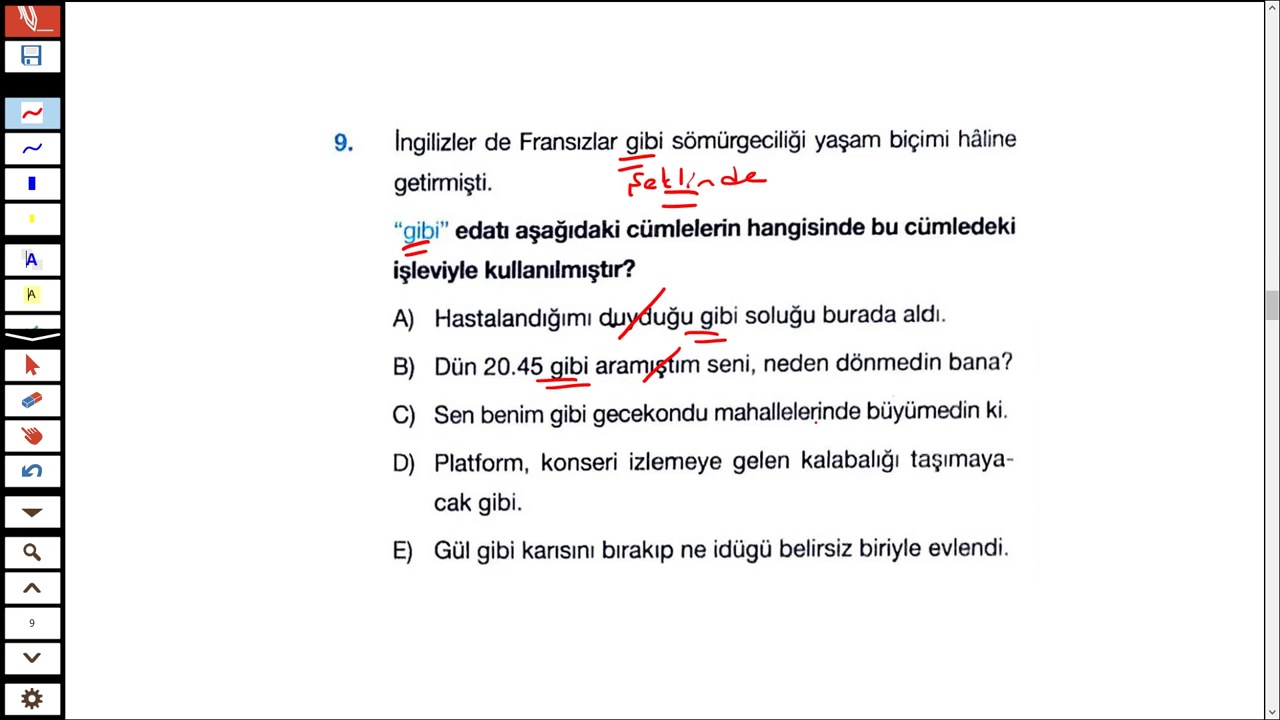 9. İngilizler de Fransızlar gibi sömürgeciliği yaşam biçimi hâline
getirmişti.
şeklinde
“gibi” edatı aşağıdaki cümlelerin hangisinde bu cümledeki
işleviyle kullanılmıştır?
A) Hastalandığımı duyduğu gibi soluğu burada aldı.
B) Dün 20.45 gibi aramıştım seni, neden dönmedin bana?
C) Sen benim gibi gecekondu mahallelerinde büyümedin ki.
D) Platform, konseri izlemeye gelen kalabalığı taşımaya-
cak gibi.
E) Gül gibi karısını bırakıp ne idügü belirsiz biriyle evlendi.
A
A
9